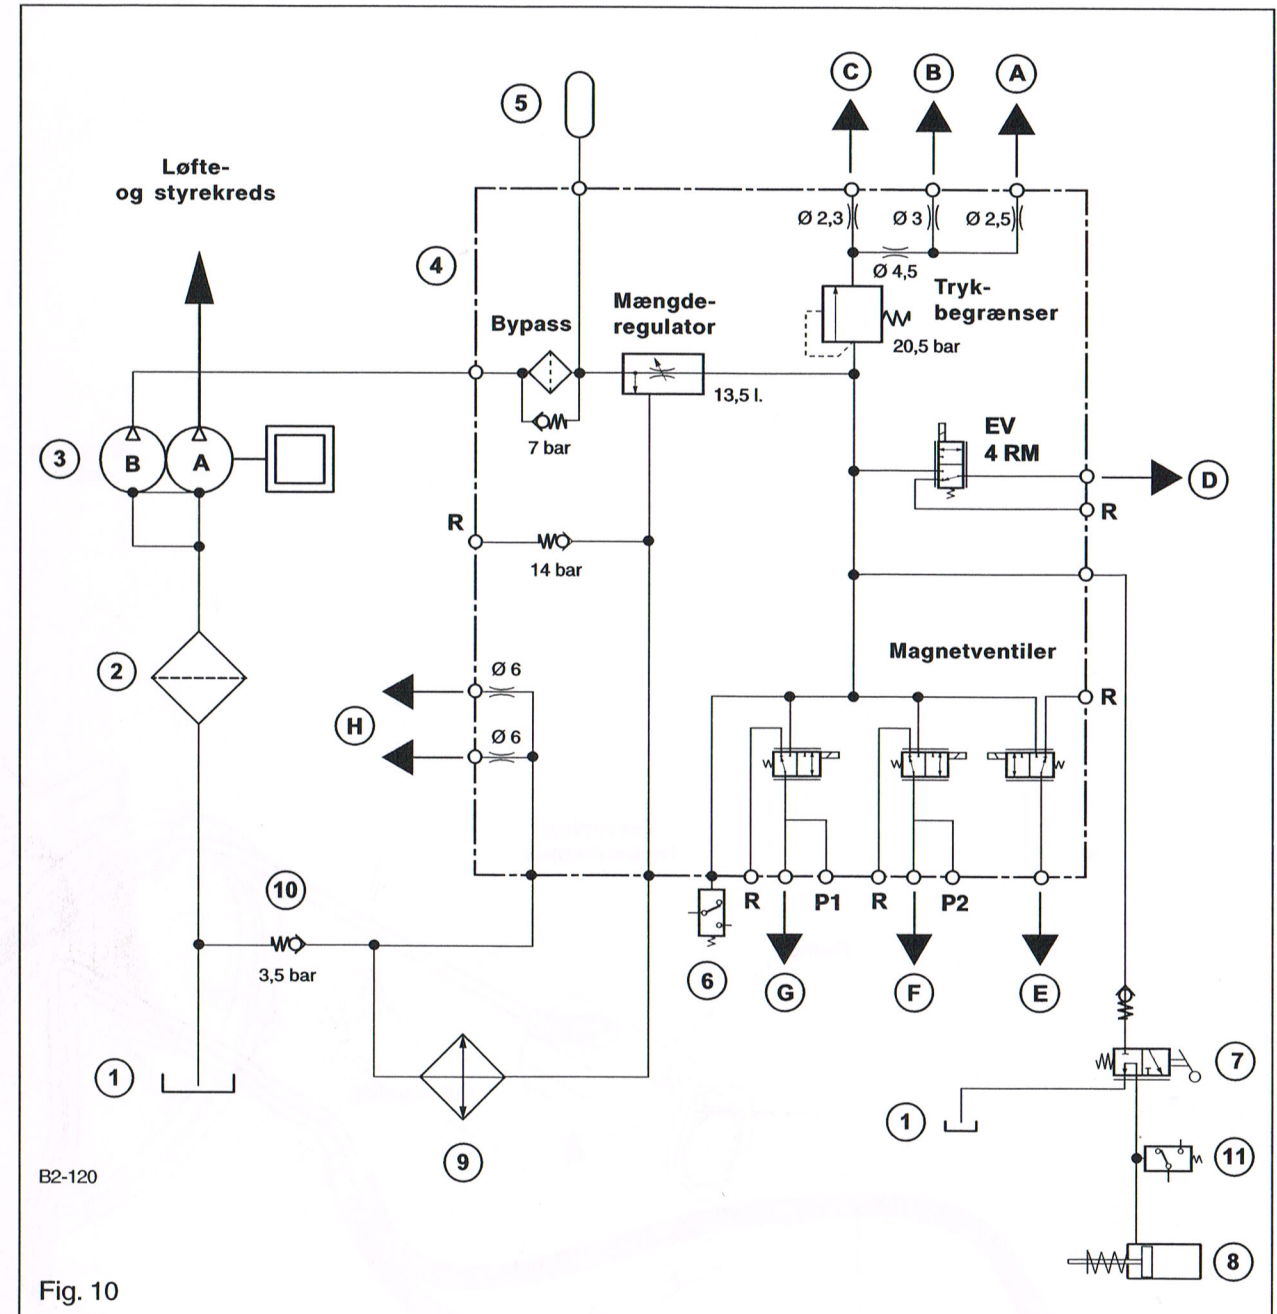 C
B
A
5
Løfte-
og styrekreds
Ø 2,3
Ø 3
Ø 2,5
4
Ø 4,5
Tryk-
begrænser
20,5 bar
Mængde-
regulator
Bypass
13,5 l.
7 bar
EV
4 RM
3
B
A
D
R
R
14 bar
Magnetventiler
2
Ø 6
R
H
Ø 6
10
3,5 bar
R
P1
R
P2
6
G
F
E
1
7
1
9
11
B2-120
8
Fig. 10